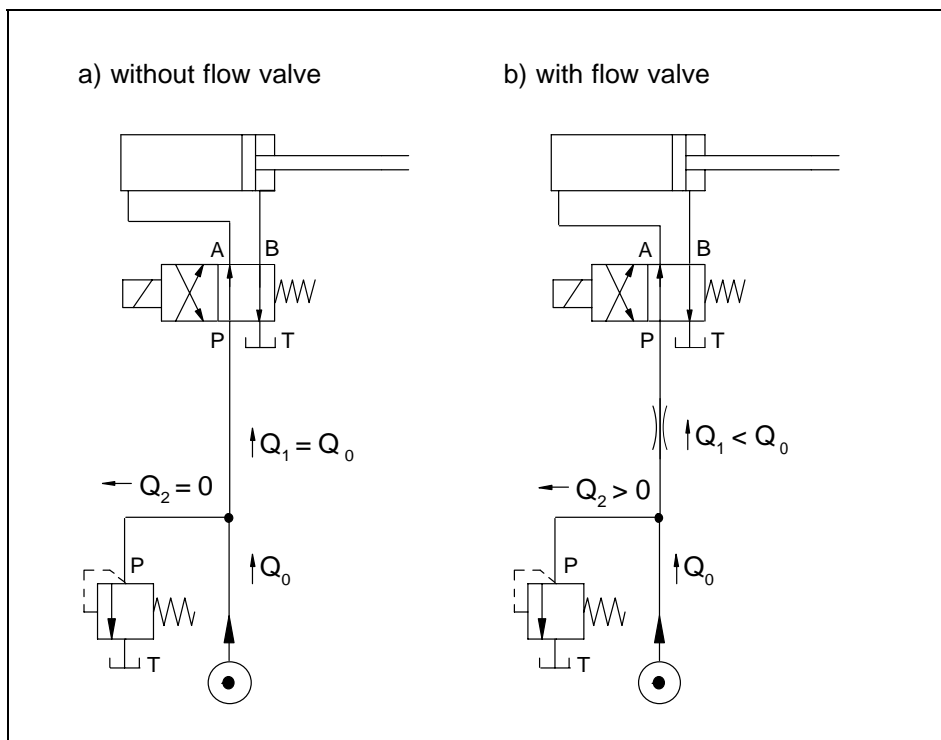 a) without flow valve
A
B
P
T
Q₁ = Q₀
Q₂ = 0
P
Q₀
T
b) with flow valve
A
B
P
T
Q₁ < Q₀
Q₂ > 0
P
Q₀
T